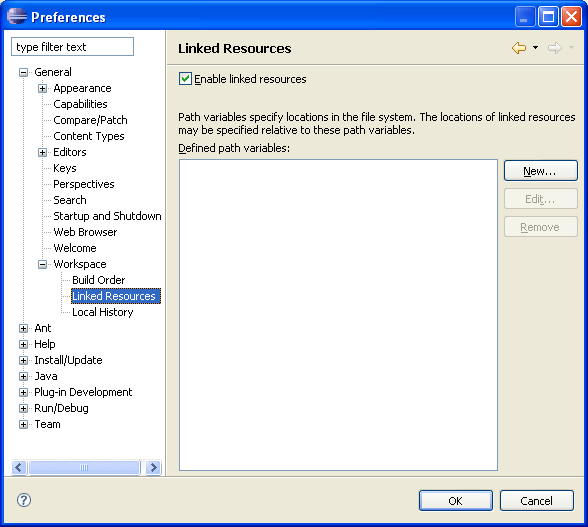 Preferences
type filter text
General
Appearance
Capabilities
Compare/Patch
Content Types
Editors
Keys
Perspectives
Search
Startup and Shutdown
Web Browser
Welcome
Workspace
Build Order
Linked Resources
Local History
Ant
Help
Install/Update
Java
Plug-in Development
Run/Debug
Team
Linked Resources
Enable linked resources
Path variables specify locations in the file system. The locations of linked resources
may be specified relative to these path variables.
Defined path variables:
New...
Edit...
Remove
?
OK
Cancel